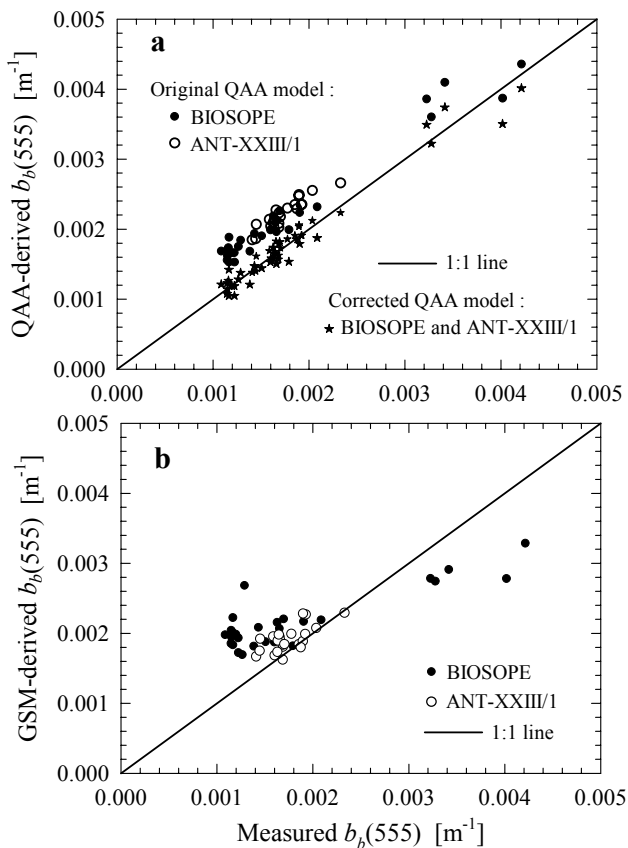 0.005
a
Original QAA model :
BIOSOPE
ANT-XXIII/1
0.004
0.003
0.002
0.001
0.000
QAA-derived b_b(555) [m⁻¹]
1:1 line
Corrected QAA model :
BIOSOPE and ANT-XXIII/1
0.000 0.001 0.002 0.003 0.004 0.005
0.005
b
0.004
0.003
0.002
0.001
0.000
GSM-derived b_b(555) [m⁻¹]
BIOSOPE
ANT-XXIII/1
1:1 line
0.000 0.001 0.002 0.003 0.004 0.005
Measured b_b(555) [m⁻¹]